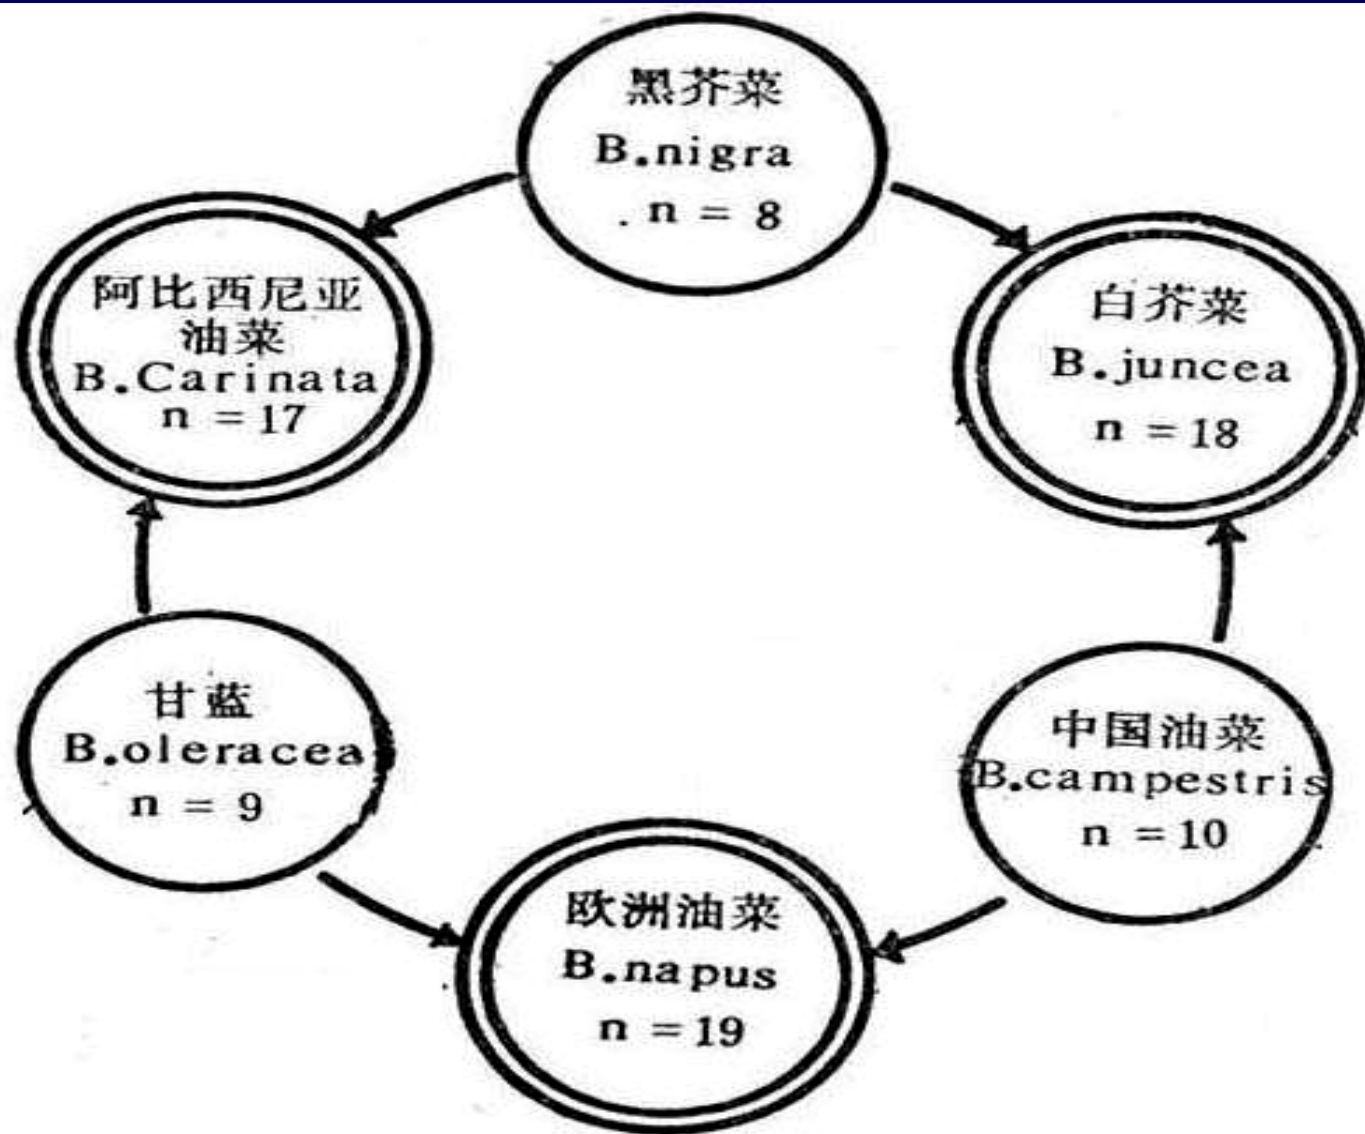 黑芥菜
B.nigra
n = 8
阿比西尼亚
油菜
B.Carinata
n = 17
白芥菜
B.juncea
n = 18
甘蓝
B.oleracea
n = 9
中国油菜
B.campestris
n = 10
欧洲油菜
B.napus
n = 19